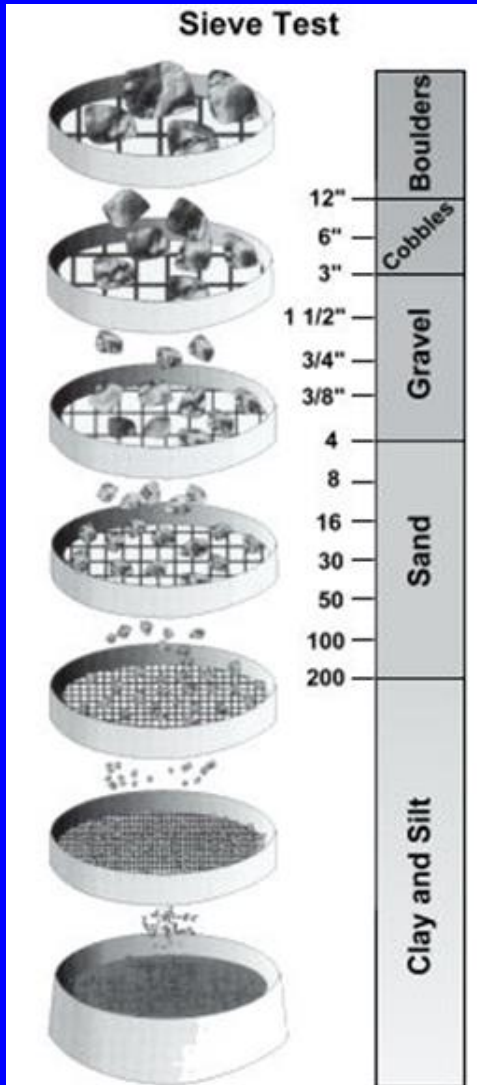 Sieve Test
Boulders
12"
Cobbles
6"
3"
1 1/2"
Gravel
3/4"
3/8"
4
8
16
Sand
30
50
100
200
Clay and Silt